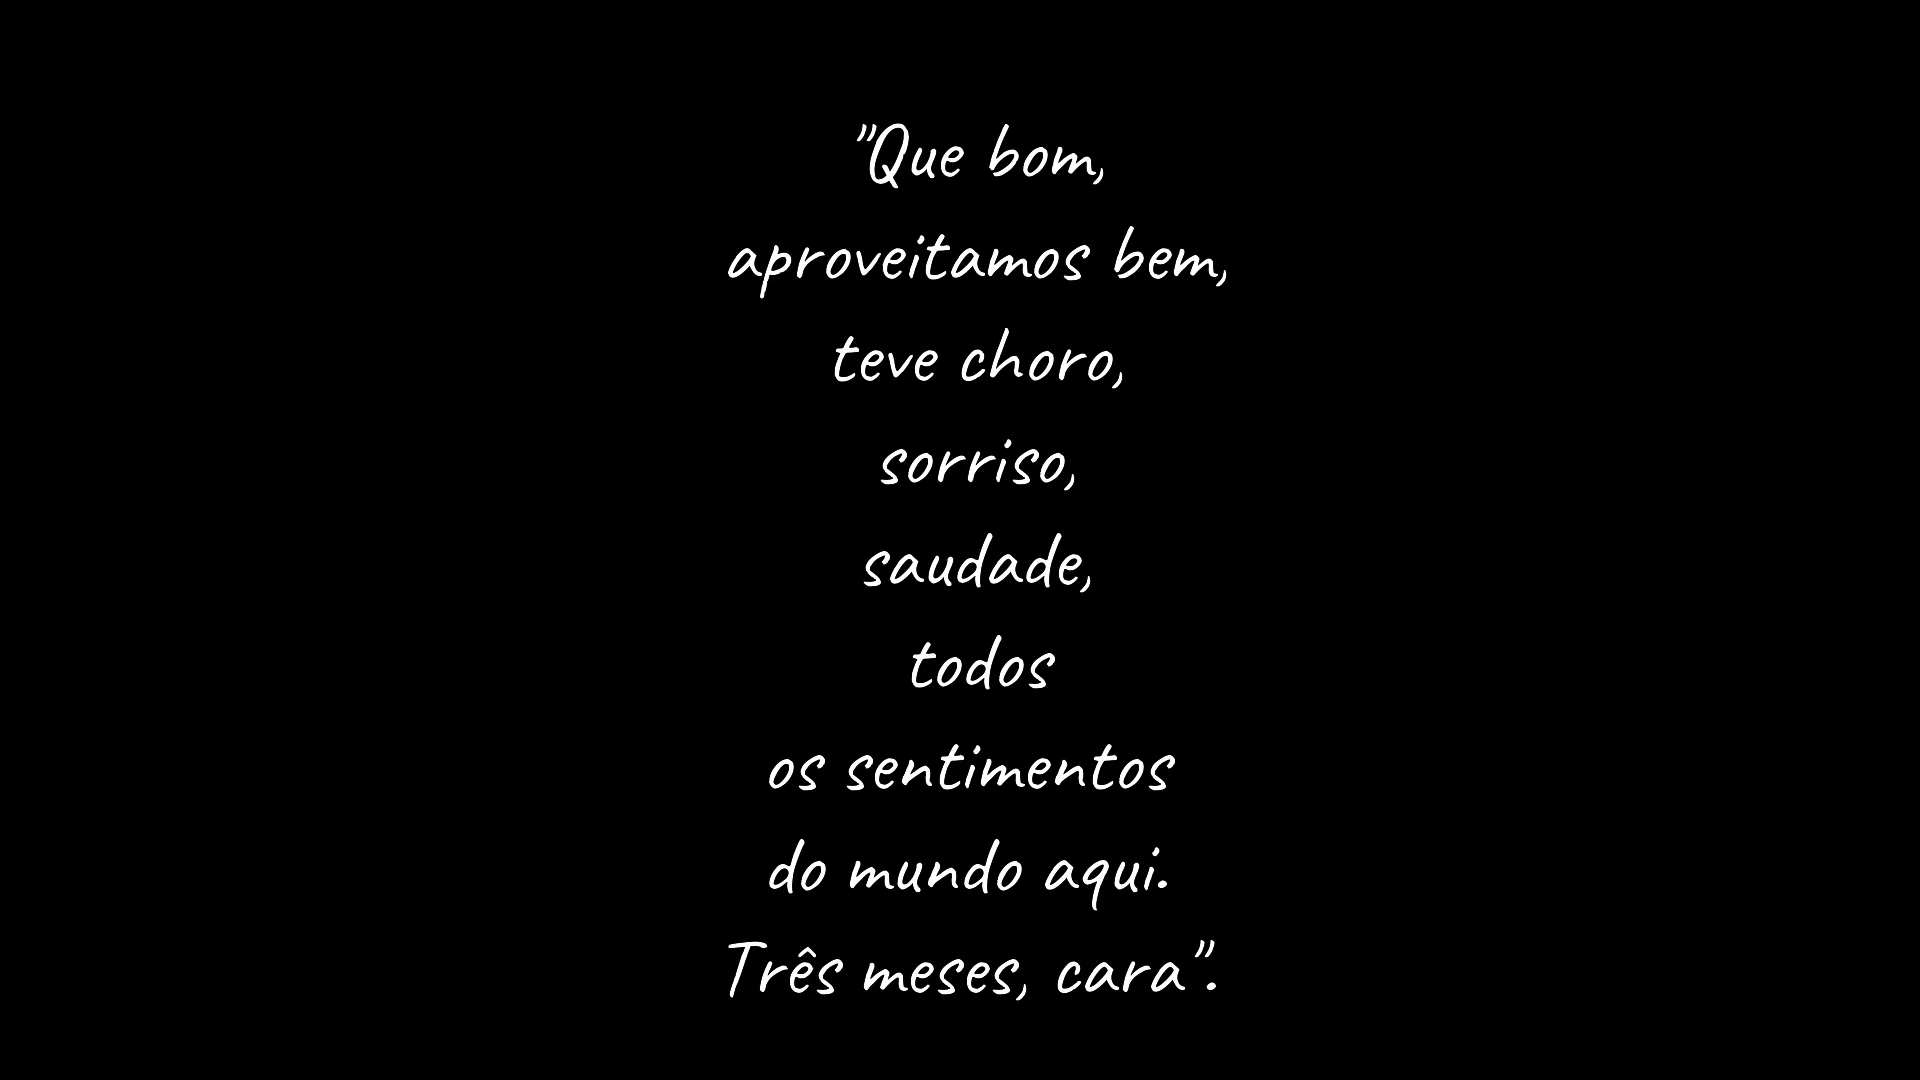 "Que bom,
aproveitamos bem,
teve choro,
sorriso,
saudade,
todos
os sentimentos
do mundo aqui.
Três meses, cara".